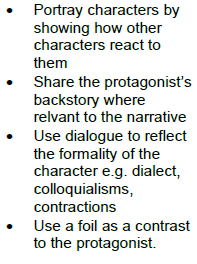 • Portray characters by
showing how other
characters react to
them
• Share the protagonist's
backstory where
relvant to the narrative
• Use dialogue to reflect
the formality of the
character e.g. dialect,
colloquialisms,
contractions
• Use a foil as a contrast
to the protagonist.